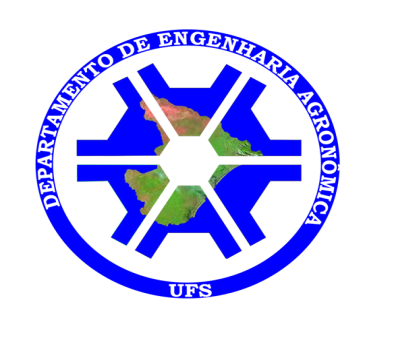 DEPARTAMENTO DE ENGENHARIA AGRONÔMICA
UFS